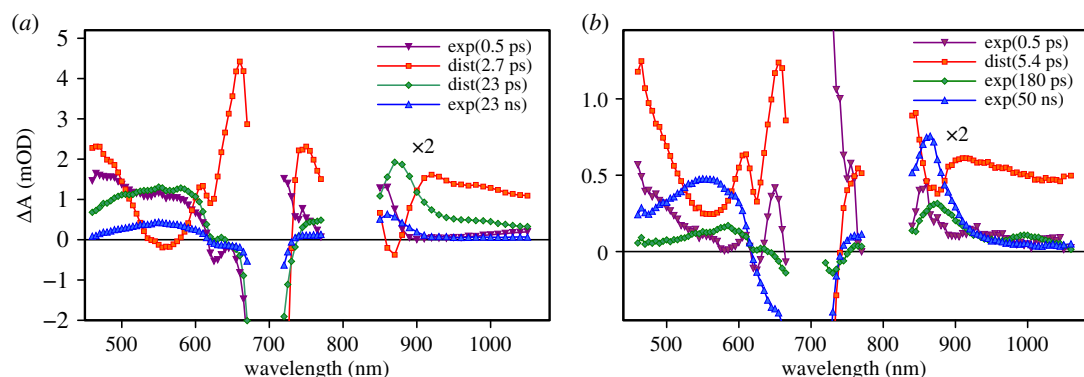 (a)
5
4
3
2
1
0
−1
−2
ΔA (mOD)
exp(0.5 ps)
dist(2.7 ps)
dist(23 ps)
exp(23 ns)
×2
500 600 700 800 900 1000
wavelength (nm)
(b)
1.0
0.5
0
exp(0.5 ps)
dist(5.4 ps)
exp(180 ps)
exp(50 ns)
×2
500 600 700 800 900 1000
wavelength (nm)